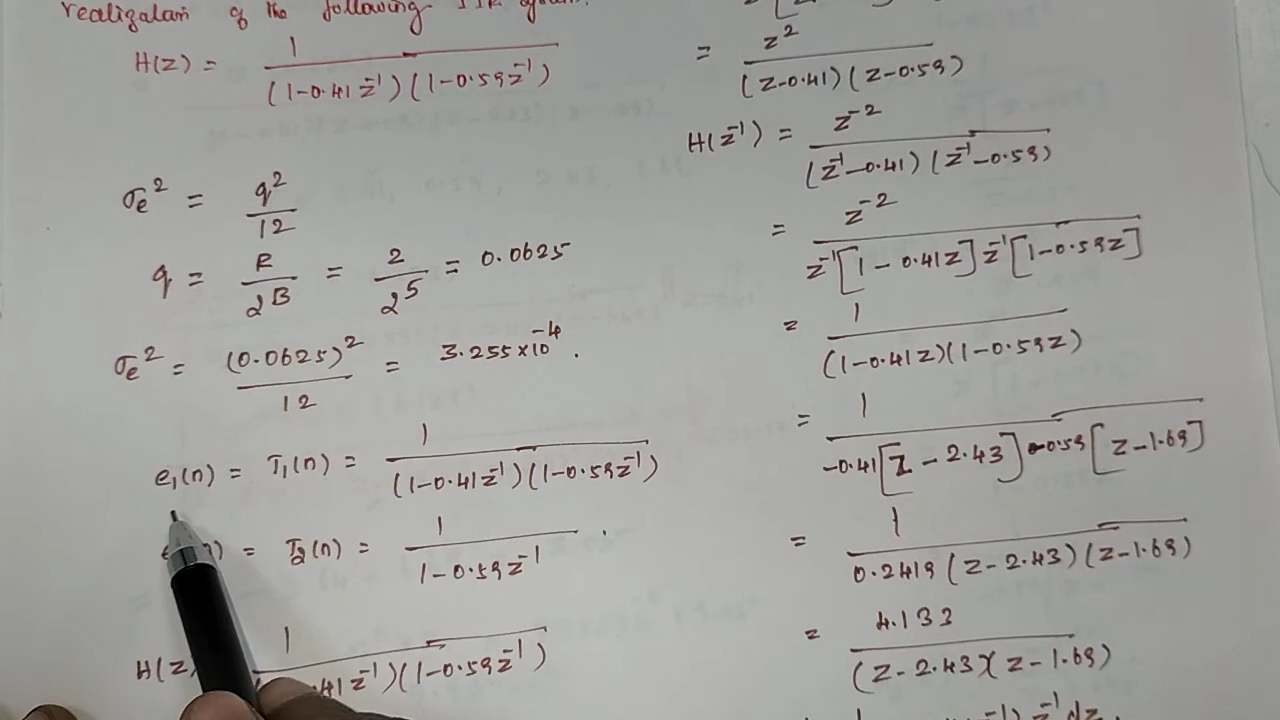 realization of the following IIR
H(z) = 1 / (1-0.41z⁻¹)(1-0.59z⁻¹)
σe² = q²/12
q = R/2^B = 2/2^5 = 0.0625
σe² = (0.0625)²/12 = 3.255×10⁻⁴.
e₁(n) = T₁(n) = 1 / (1-0.41z⁻¹)(1-0.59z⁻¹)
= T₂(n) = 1 / 1-0.59z⁻¹ .
H(z) 1 / 41z⁻¹)(1-0.59z⁻¹)
= z² / (z-0.41)(z-0.59)
H(z⁻¹) = z⁻² / (z⁻¹-0.41)(z⁻¹-0.59)
= z⁻² / z⁻¹[1-0.41z]z⁻¹[1-0.59z]
= 1 / (1-0.41z)(1-0.59z)
= 1 / -0.41[z-2.43]-0.59[z-1.69]
= 1 / 0.2419(z-2.43)(z-1.69)
= 4.133 / (z-2.43)(z-1.69)
z⁻¹dz.